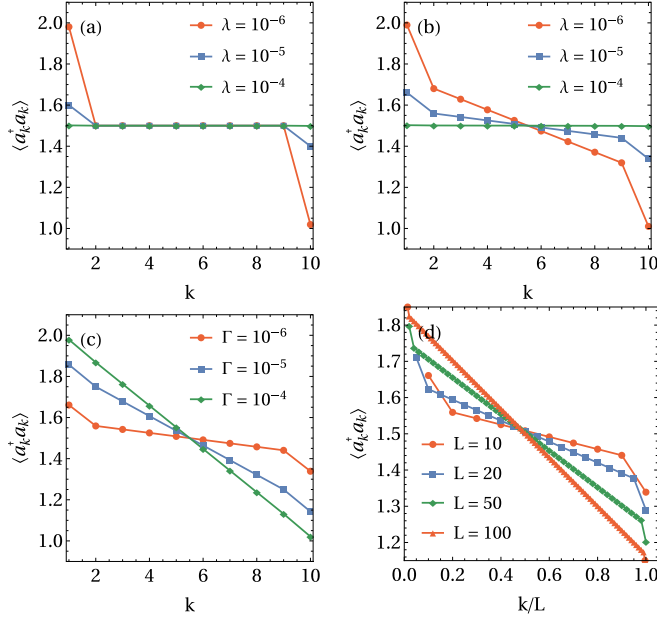 (a)
λ = 10⁻⁶
λ = 10⁻⁵
λ = 10⁻⁴
2.0
1.8
1.6
1.4
1.2
1.0
⟨a†ₖaₖ⟩
2 4 6 8 10
k
(b)
λ = 10⁻⁶
λ = 10⁻⁵
λ = 10⁻⁴
2.0
1.8
1.6
1.4
1.2
1.0
⟨a†ₖaₖ⟩
2 4 6 8 10
k
(c)
Γ = 10⁻⁶
Γ = 10⁻⁵
Γ = 10⁻⁴
2.0
1.8
1.6
1.4
1.2
1.0
⟨a†ₖaₖ⟩
2 4 6 8 10
k
(d)
1.8
1.7
1.6
1.5
1.4
1.3
1.2
⟨a†ₖaₖ⟩
L = 10
L = 20
L = 50
L = 100
0.0 0.2 0.4 0.6 0.8 1.0
k/L